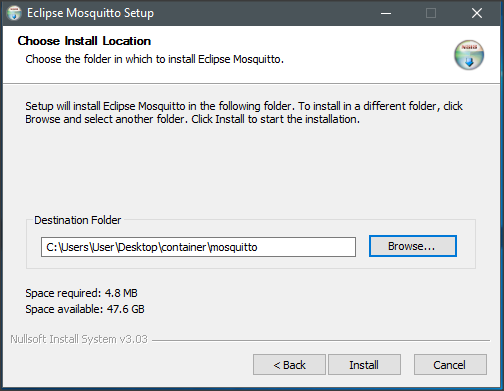 Eclipse Mosquitto Setup
Choose Install Location
Choose the folder in which to install Eclipse Mosquitto.
Setup will install Eclipse Mosquitto in the following folder. To install in a different folder, click
Browse and select another folder. Click Install to start the installation.
Destination Folder
C:\Users\User\Desktop\container\mosquitto
Browse...
Space required: 4.8 MB
Space available: 47.6 GB
Nullsoft Install System v3.03
< Back
Install
Cancel